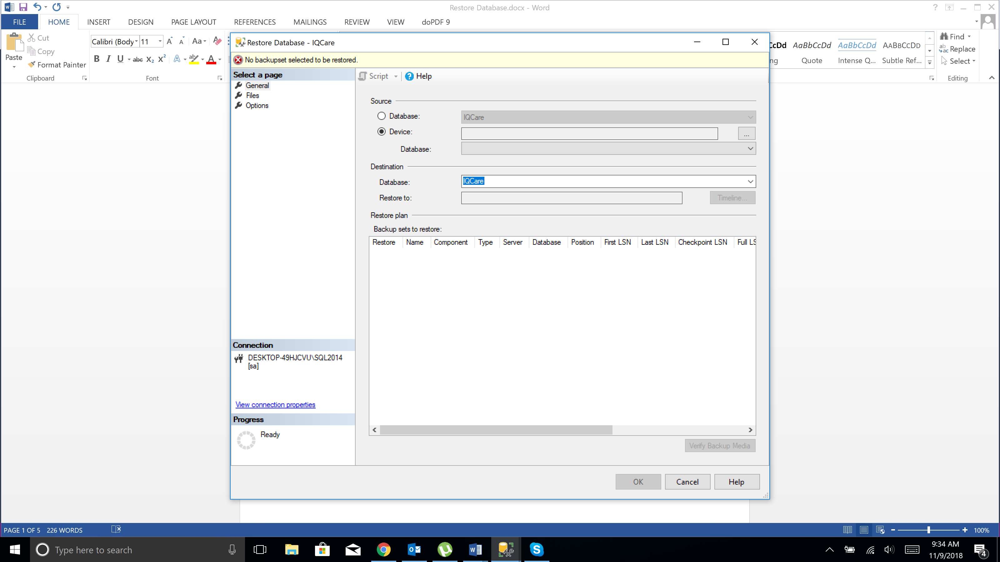 Restore Database.docx - Word
FILE HOME INSERT DESIGN PAGE LAYOUT REFERENCES MAILINGS REVIEW VIEW doPDF 9
Paste
Cut
Copy
Format Painter
Clipboard
Calibri (Body 11
Font
cCcDd AaBbCcDd AaBbCcDd AABBCCDD
ng Quote Intense Q... Subtle Ref...
Find
Replace
Select
Editing
Restore Database - IQCare
No backupset selected to be restored.
Select a page
General
Files
Options
Script Help
Source
Database: IQCare
Device: ...
Database:
Destination
Database: IQCare
Restore to: Timeline...
Restore plan
Backup sets to restore:
Restore Name Component Type Server Database Position First LSN Last LSN Checkpoint LSN Full LS
Connection
DESKTOP-49HJCVU\SQL2014
[sa]
View connection properties
Progress
Ready
Verify Backup Media
OK Cancel Help
PAGE 1 OF 5 226 WORDS 100%
Type here to search
9:34 AM
11/9/2018
4